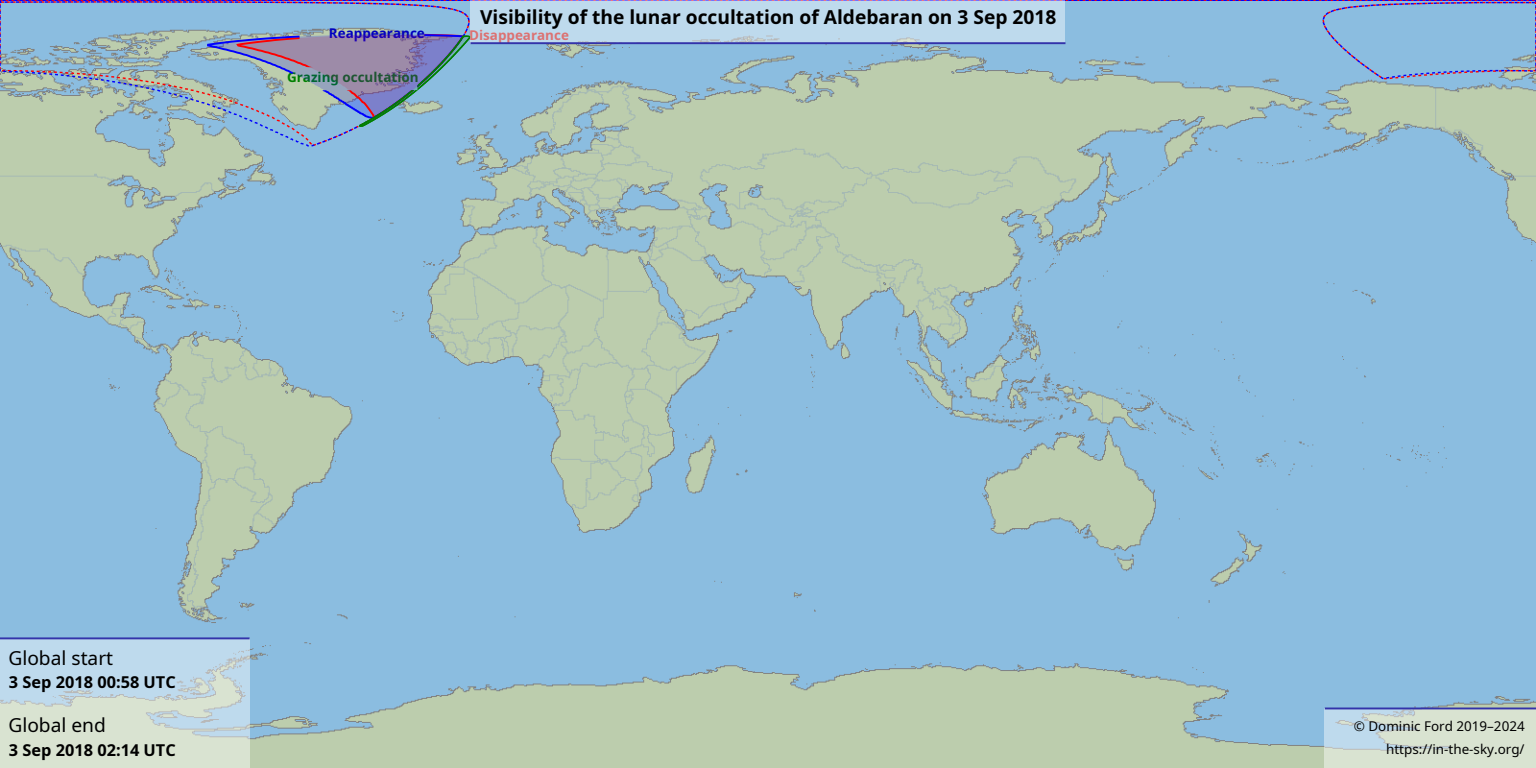 Visibility of the lunar occultation of Aldebaran on 3 Sep 2018
Reappearance
Disappearance
Grazing occultation
Global start
3 Sep 2018 00:58 UTC
Global end
3 Sep 2018 02:14 UTC
© Dominic Ford 2019–2024
https://in-the-sky.org/